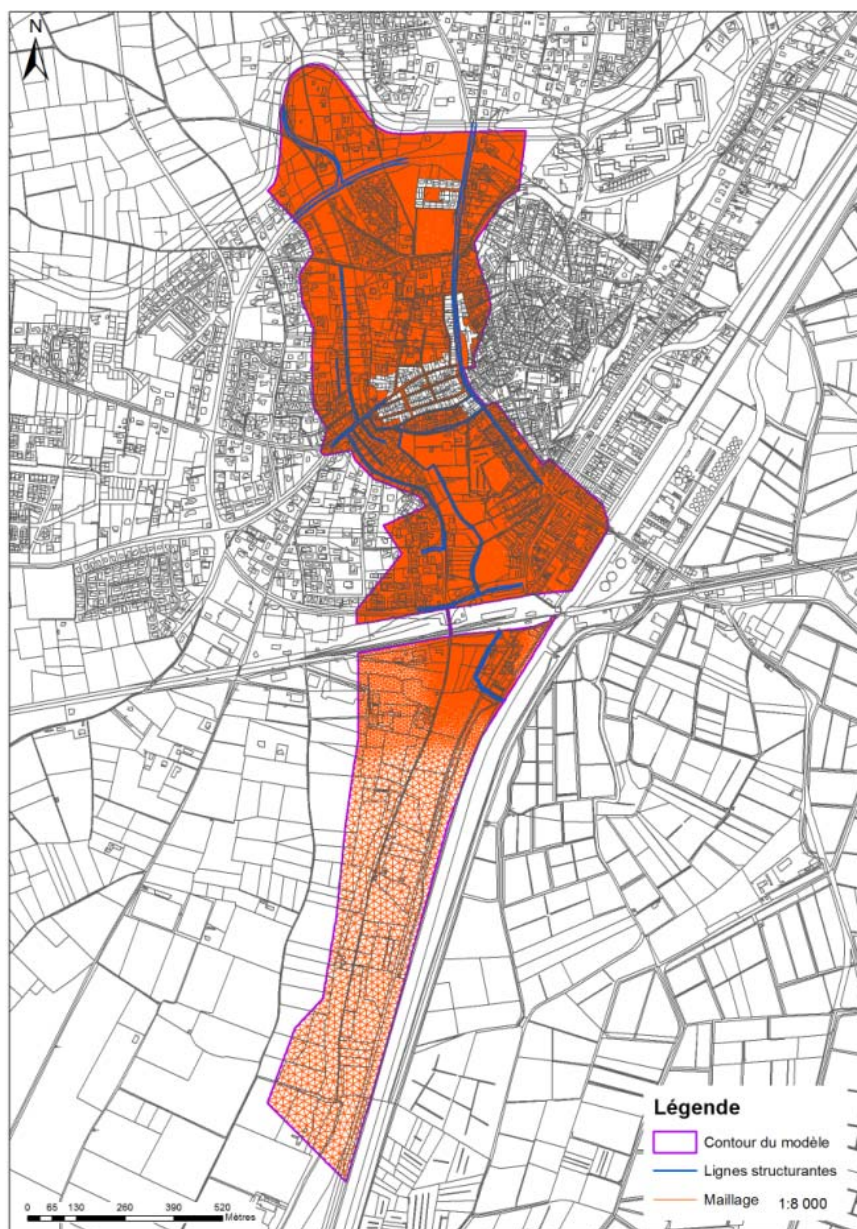 N
Légende
Contour du modèle
Lignes structurantes
Maillage 1:8 000
0 65 130 260 390 520
Mètres